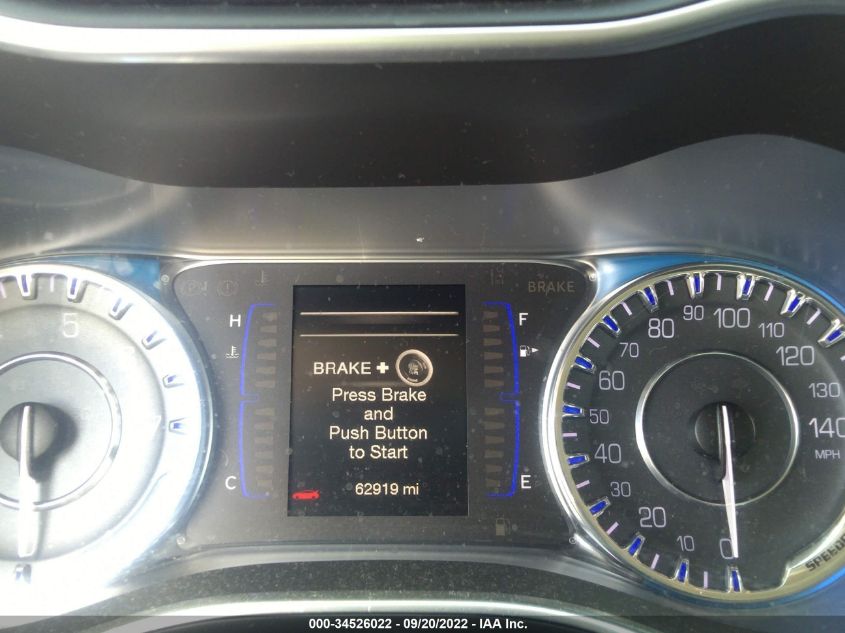 BRAKE
H
F
BRAKE +
Press Brake
and
Push Button
to Start
C
E
62919 mi
5
7
0
10
20
30
40
50
60
70
80
90
100
110
120
130
140
MPH
000-34526022 - 09/20/2022 - IAA Inc.